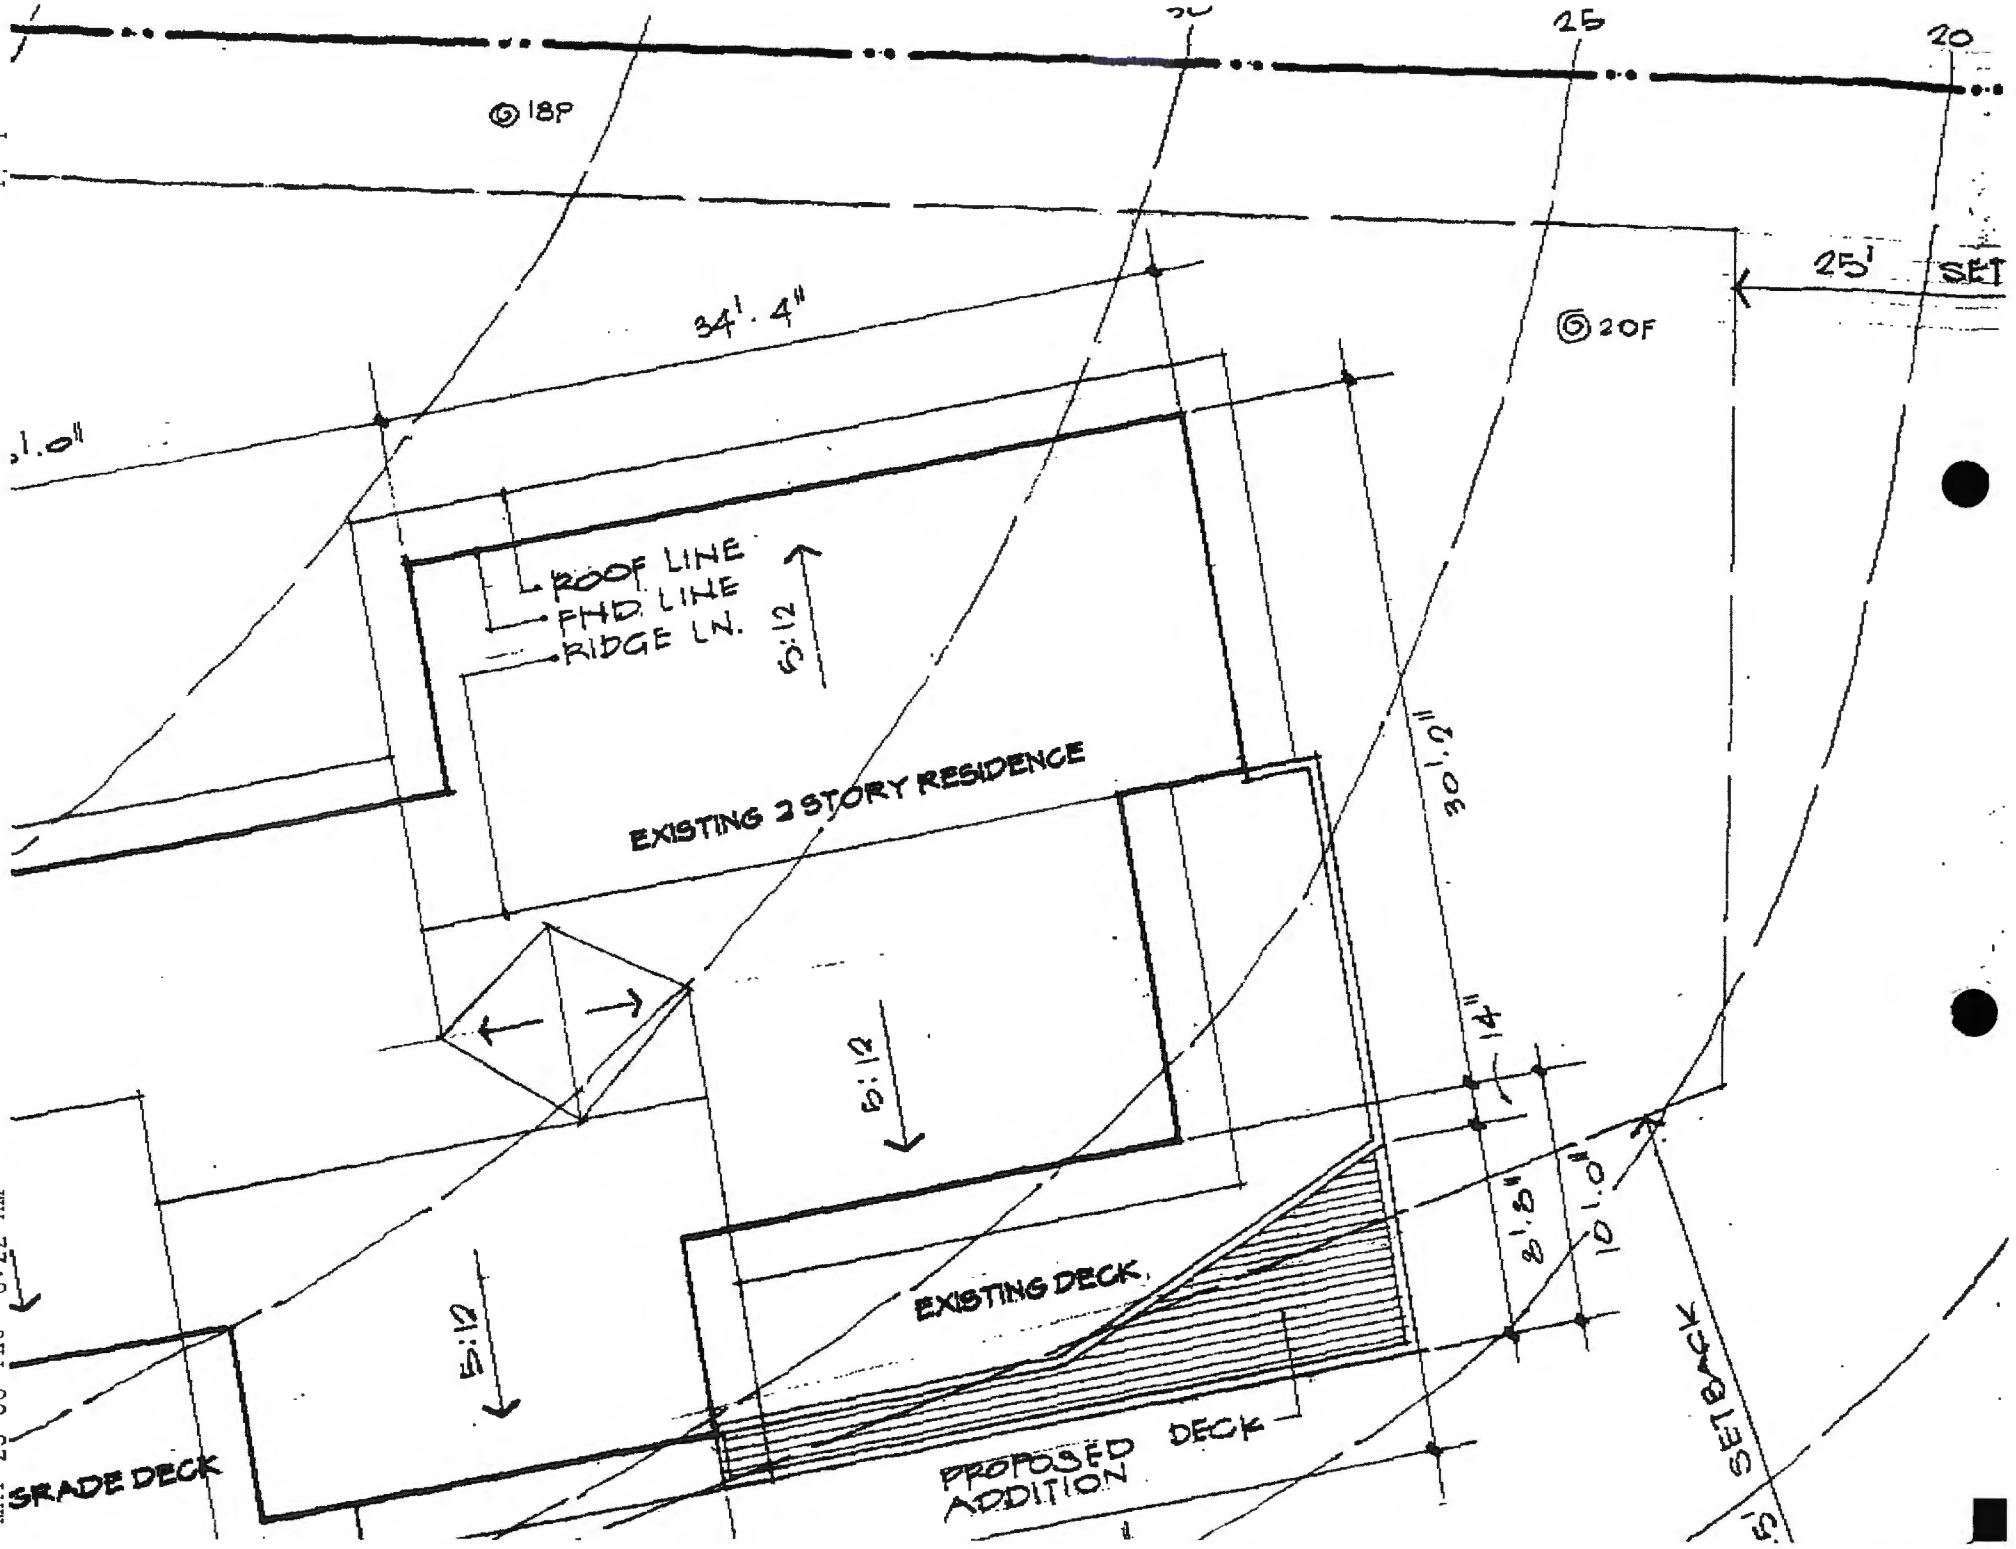 25
20
18P
25'
SET
20F
34'.4"
ROOF LINE
FND. LINE
RIDGE LN.
5:12
30'.2"
EXISTING 2 STORY RESIDENCE
14"
5:12
8'.8"
10'.0"
5:12
EXISTING DECK
SETBACK
PROPOSED DECK
ADDITION
GRADE DECK